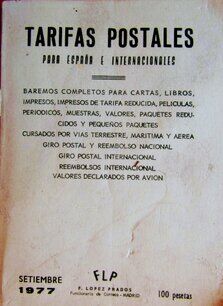 TARIFAS POSTALES
PARA ESPAÑA E INTERNACIONALES
BAREMOS COMPLETOS PARA CARTAS, LIBROS,
IMPRESOS, IMPRESOS DE TARIFA REDUCIDA, PELICULAS,
PERIODICOS, MUESTRAS, VALORES, PAQUETES REDU-
CIDOS Y PEQUEÑOS PAQUETES
CURSADOS POR VIAS TERRESTRE, MARITIMA Y AEREA
GIRO POSTAL Y REEMBOLSO NACIONAL
GIRO POSTAL INTERNACIONAL
REEMBOLSOS INTERNACIONAL
VALORES DECLARADOS POR AVION
SETIEMBRE
1977
FLP
F. LOPEZ PRADOS
Funcionario de Correos - MADRID
100 pesetas